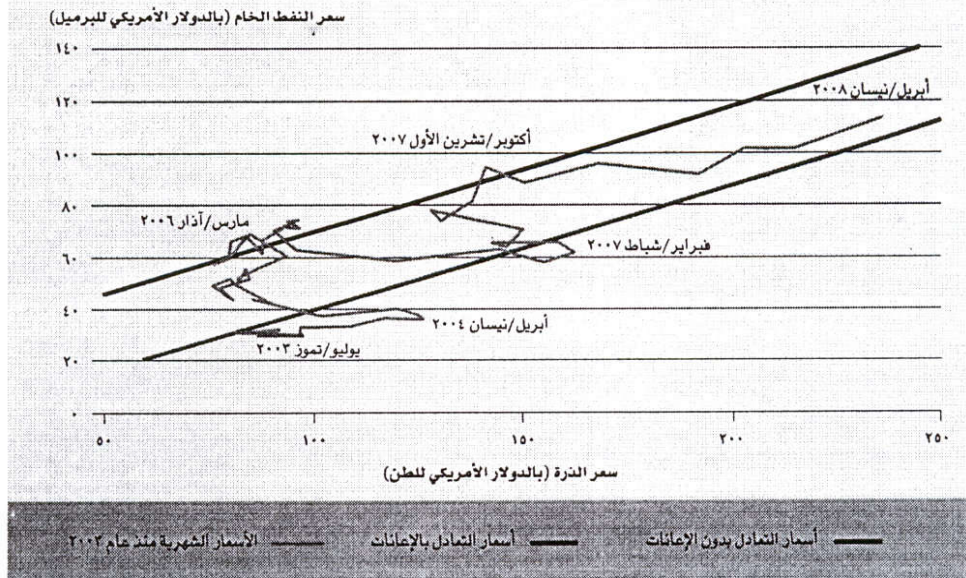 سعر النفط الخام (بالدولار الأمريكي للبرميل)
١٤٠
أبريل/نيسان ٢٠٠٨
١٢٠
أكتوبر/تشرين الأول ٢٠٠٧
١٠٠
٨٠
مارس/آذار ٢٠٠٦
فبراير/شباط ٢٠٠٧
٦٠
٤٠
أبريل/نيسان ٢٠٠٤
يوليو/تموز ٢٠٠٣
٢٠
٠
٥٠ ١٠٠ ١٥٠ ٢٠٠ ٢٥٠
سعر الذرة (بالدولار الأمريكي للطن)
أسعار التعادل بدون الإعانات أسعار التعادل بالإعانات الأسعار الشهرية منذ عام ٢٠٠٣